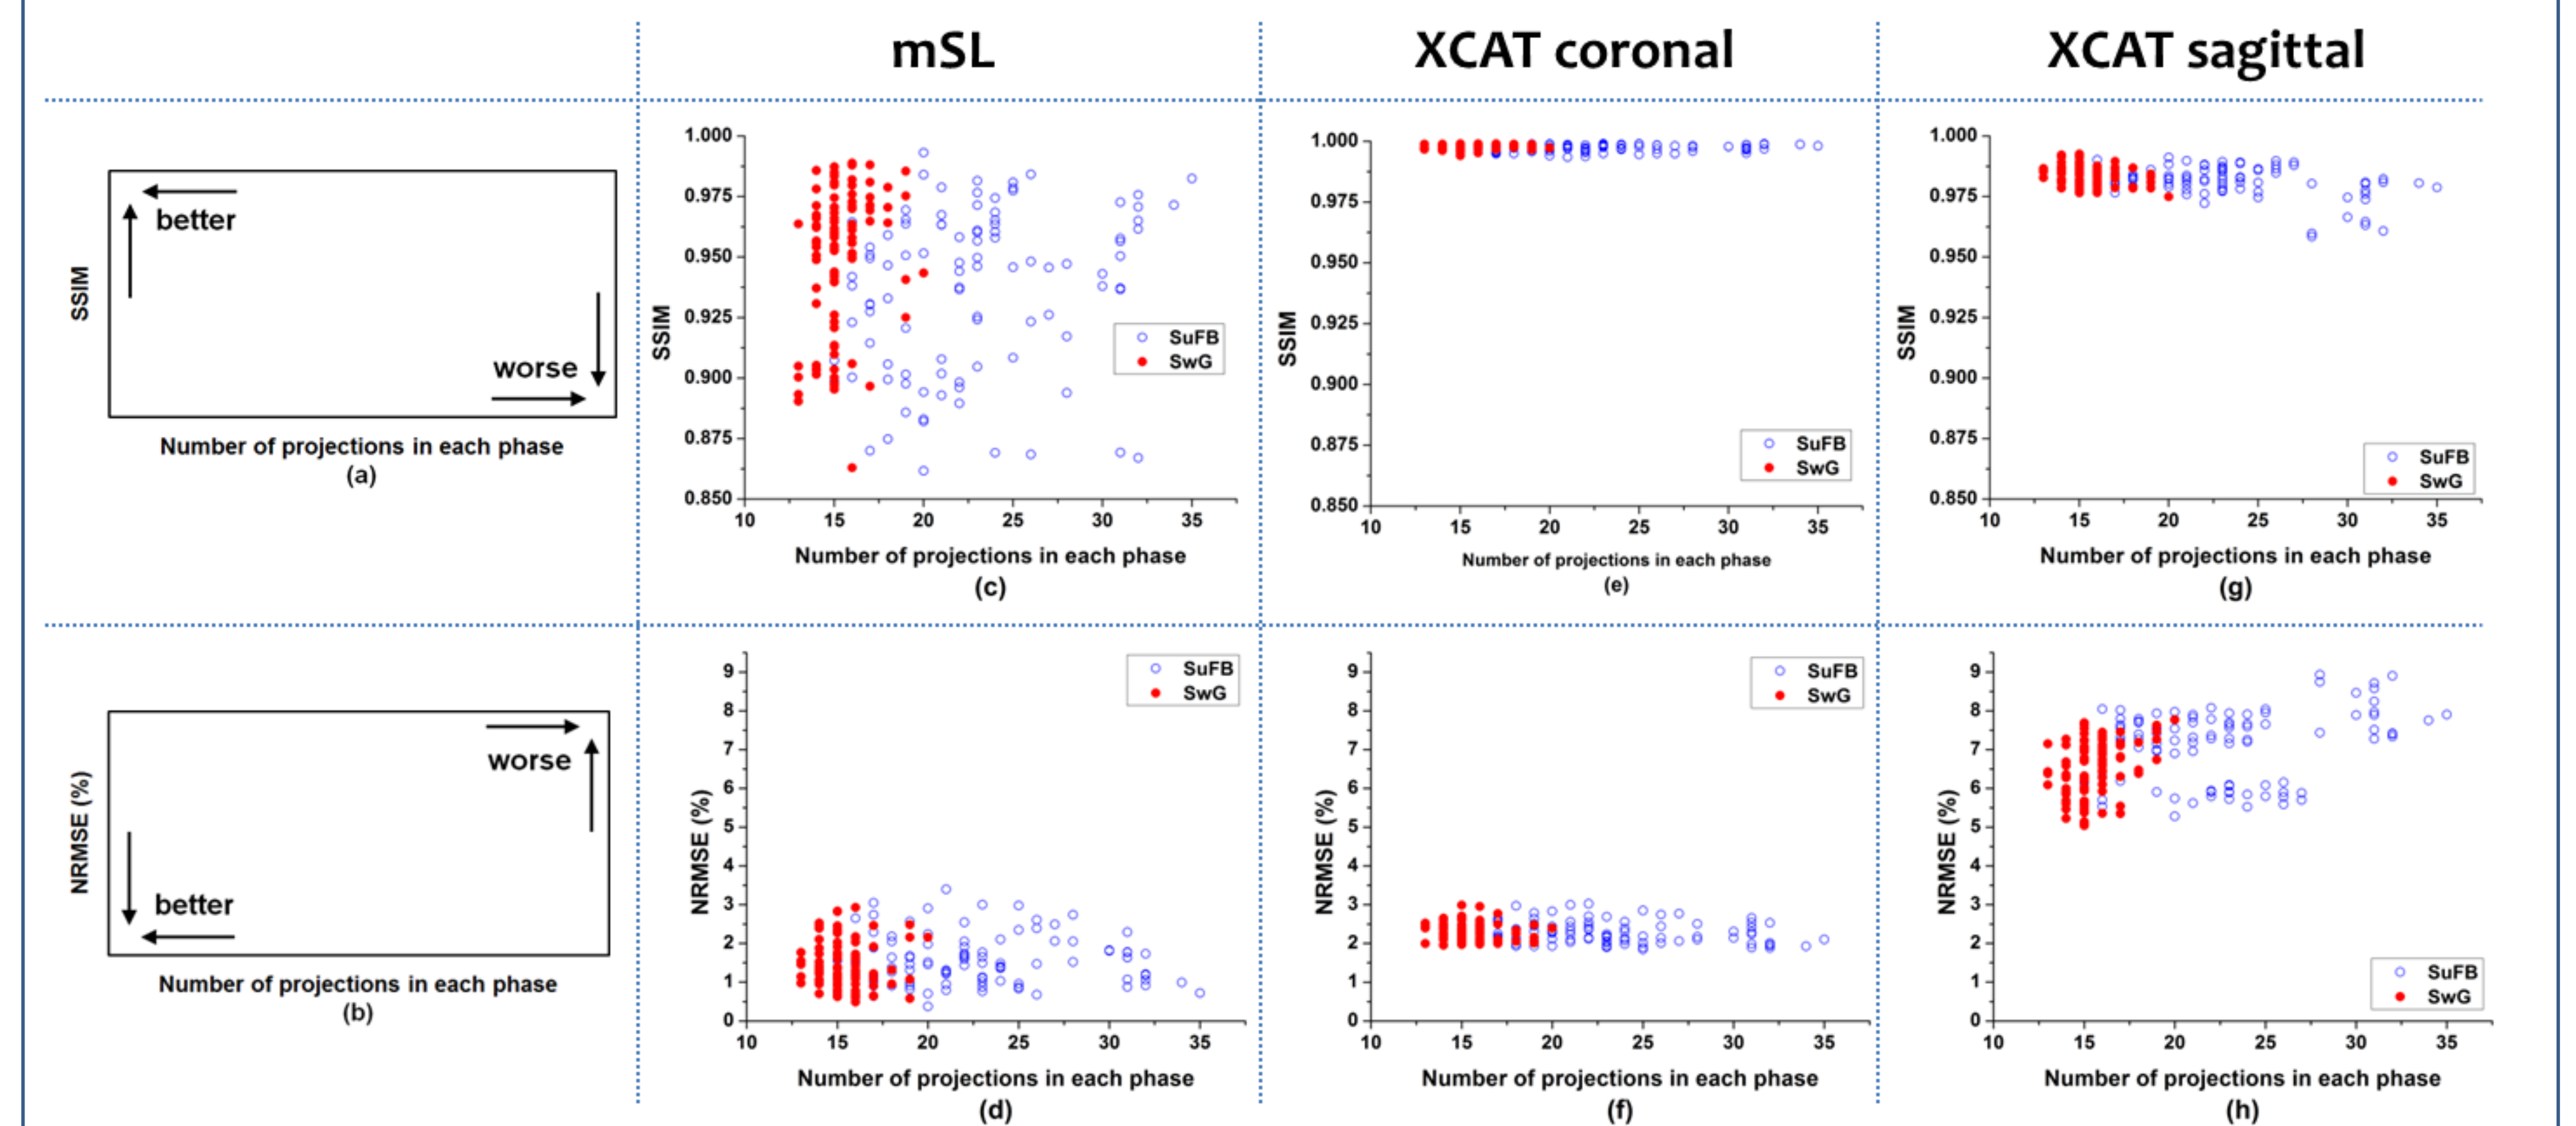 mSL
XCAT coronal
XCAT sagittal
better
SSIM
worse
Number of projections in each phase
(a)
1.000
0.975
0.950
0.925
0.900
0.875
0.850
SSIM
SuFB
SwG
10 15 20 25 30 35
Number of projections in each phase
(c)
1.000
0.975
0.950
0.925
0.900
0.875
0.850
SSIM
SuFB
SwG
10 15 20 25 30 35
Number of projections in each phase
(e)
1.000
0.975
0.950
0.925
0.900
0.875
0.850
SSIM
SuFB
SwG
10 15 20 25 30 35
Number of projections in each phase
(g)
worse
NRMSE (%)
better
Number of projections in each phase
(b)
9
8
7
6
5
4
3
2
1
0
NRMSE (%)
SuFB
SwG
10 15 20 25 30 35
Number of projections in each phase
(d)
9
8
7
6
5
4
3
2
1
0
NRMSE (%)
SuFB
SwG
10 15 20 25 30 35
Number of projections in each phase
(f)
9
8
7
6
5
4
3
2
1
0
NRMSE (%)
SuFB
SwG
10 15 20 25 30 35
Number of projections in each phase
(h)